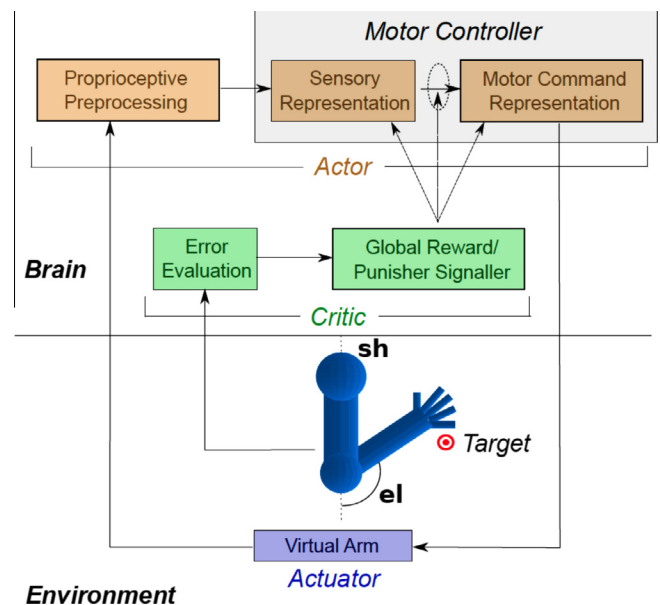 Motor Controller
Proprioceptive
Preprocessing
Sensory
Representation
Motor Command
Representation
Actor
Error
Evaluation
Global Reward/
Punisher Signaller
Brain
Critic
sh
Target
el
Virtual Arm
Actuator
Environment